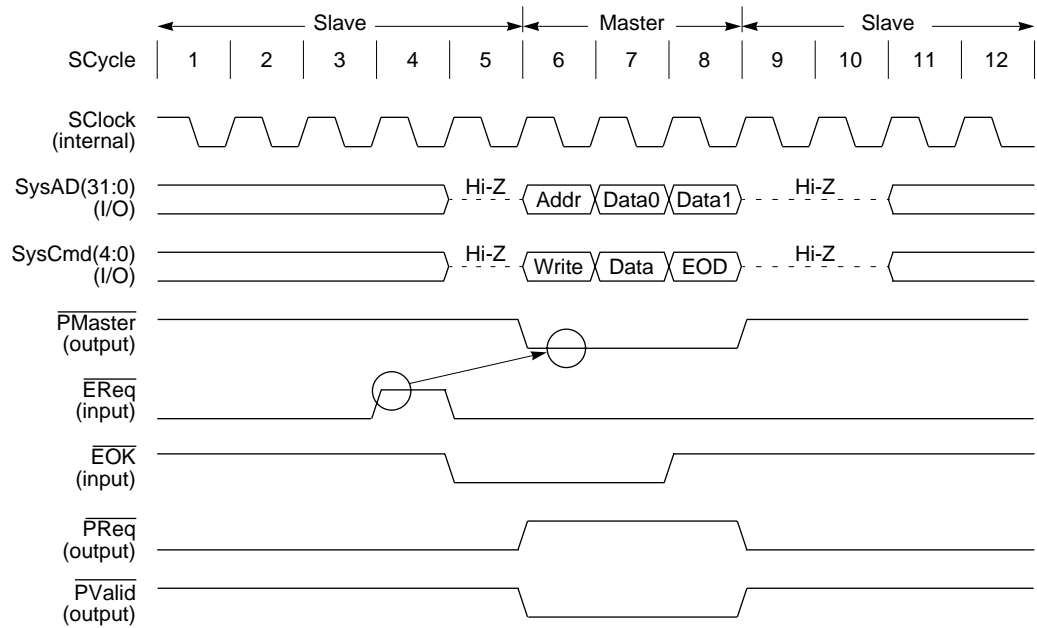 Slave Master Slave
SCycle 1 2 3 4 5 6 7 8 9 10 11 12
SClock
(internal)
SysAD(31:0)
(I/O)
Hi-Z Addr Data0 Data1 Hi-Z
SysCmd(4:0)
(I/O)
Hi-Z Write Data EOD Hi-Z
PMaster
(output)
EReq
(input)
EOK
(input)
PReq
(output)
PValid
(output)